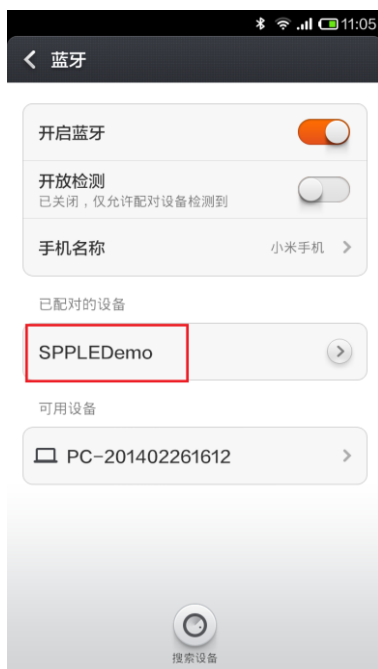 11:05
蓝牙
开启蓝牙
开放检测
已关闭，仅允许配对设备检测到
手机名称 小米手机
已配对的设备
SPPLEDemo
可用设备
PC-201402261612
搜索设备